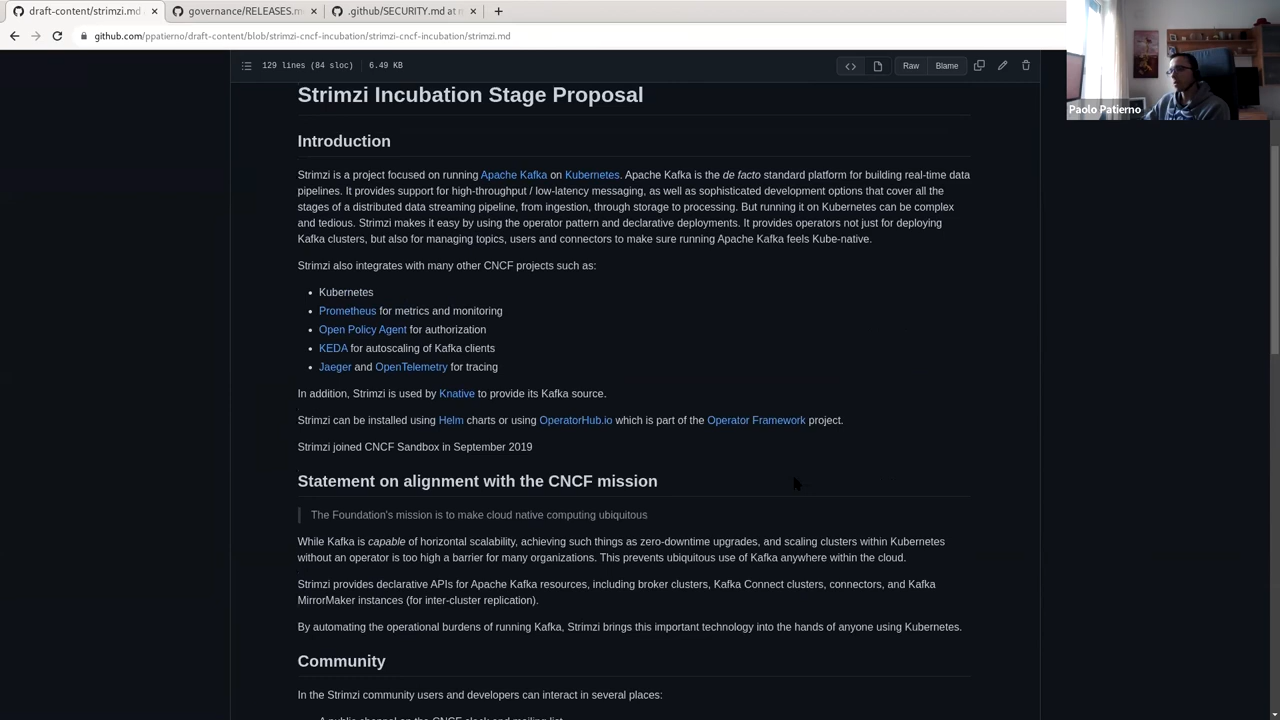 draft-content/strimzi.md
governance/RELEASES.m
.github/SECURITY.md at m
github.com/ppatierno/draft-content/blob/strimzi-cncf-incubation/strimzi-cncf-incubation/strimzi.md
129 lines (84 sloc) 6.49 KB
Raw
Blame
Paolo Patierno
Strimzi Incubation Stage Proposal
Introduction
Strimzi is a project focused on running Apache Kafka on Kubernetes. Apache Kafka is the de facto standard platform for building real-time data
pipelines. It provides support for high-throughput / low-latency messaging, as well as sophisticated development options that cover all the
stages of a distributed data streaming pipeline, from ingestion, through storage to processing. But running it on Kubernetes can be complex
and tedious. Strimzi makes it easy by using the operator pattern and declarative deployments. It provides operators not just for deploying
Kafka clusters, but also for managing topics, users and connectors to make sure running Apache Kafka feels Kube-native.
Strimzi also integrates with many other CNCF projects such as:
• Kubernetes
• Prometheus for metrics and monitoring
• Open Policy Agent for authorization
• KEDA for autoscaling of Kafka clients
• Jaeger and OpenTelemetry for tracing
In addition, Strimzi is used by Knative to provide its Kafka source.
Strimzi can be installed using Helm charts or using OperatorHub.io which is part of the Operator Framework project.
Strimzi joined CNCF Sandbox in September 2019
Statement on alignment with the CNCF mission
The Foundation's mission is to make cloud native computing ubiquitous
While Kafka is capable of horizontal scalability, achieving such things as zero-downtime upgrades, and scaling clusters within Kubernetes
without an operator is too high a barrier for many organizations. This prevents ubiquitous use of Kafka anywhere within the cloud.
Strimzi provides declarative APIs for Apache Kafka resources, including broker clusters, Kafka Connect clusters, connectors, and Kafka
MirrorMaker instances (for inter-cluster replication).
By automating the operational burdens of running Kafka, Strimzi brings this important technology into the hands of anyone using Kubernetes.
Community
In the Strimzi community users and developers can interact in several places:
A public channel on the CNCF slack and mailing list